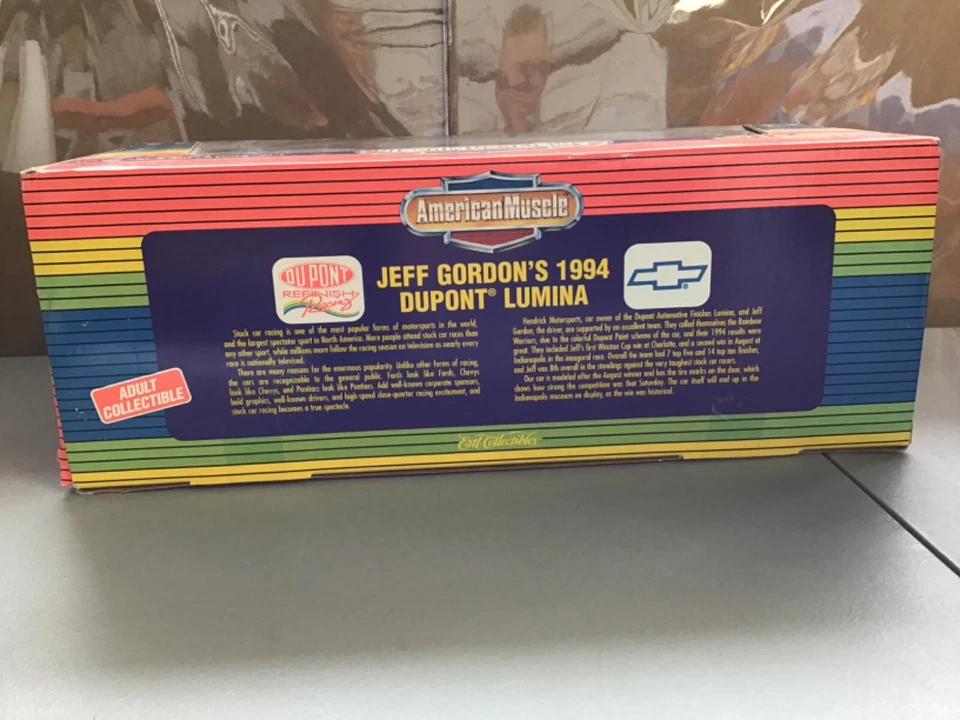 American Muscle
DU PONT
REFINISH
Racing
JEFF GORDON'S 1994
DUPONT® LUMINA
Stock car racing is one of the most popular forms of motorsports in the world,
and the largest spectator sport in North America. More people attend stock car races than
any other sport, while millions more follow the racing season on television as nearly every
race is nationally televised.
There are many reasons for the enormous popularity. Unlike other forms of racing,
the cars are recognizable to the general public. Fords look like Fords, Chevys
look like Chevys, and Pontiacs look like Pontiacs. Add well-known corporate sponsors,
bold graphics, well-known drivers, and high-speed close-quarter racing excitement, and
stock car racing becomes a true spectacle.
Hendrick Motorsports, car owner of the Dupont Automotive Finishes Lumina, and Jeff
Gordon, the driver, are supported by an excellent team. They called themselves the Rainbow
Warriors, due to the colorful Dupont Paint scheme of the car, and their 1994 results were
great. They included Jeff's first Winston Cup win at Charlotte, and a second win in August at
Indianapolis in the inaugural race. Overall the team had 7 top five and 14 top ten finishes,
and Jeff was 8th overall in the standings against the very toughest stock car racers.
Our car is modeled after the August winner and has the tire marks on the door, which
shows how strong the competition was that Saturday. The car itself will end up in the
Indianapolis museum on display, as the win was historical.
ADULT
COLLECTIBLE
Ertl Collectibles